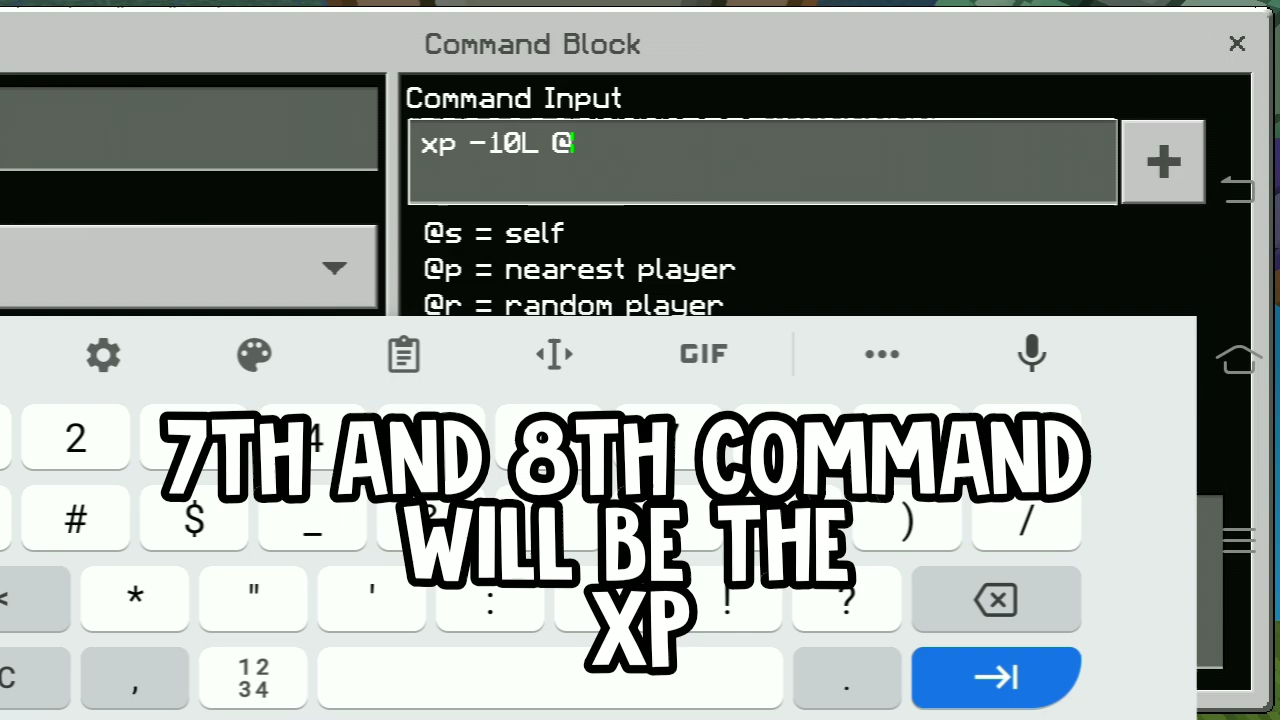 Command Block
Command Input
xp -10L @
@s = self
@p = nearest player
@r = random player
GIF
2 4
7TH AND 8TH COMMAND
# $ _ ) /
WILL BE THE
< * " ' : ! ?
XP
C , 12 34 .